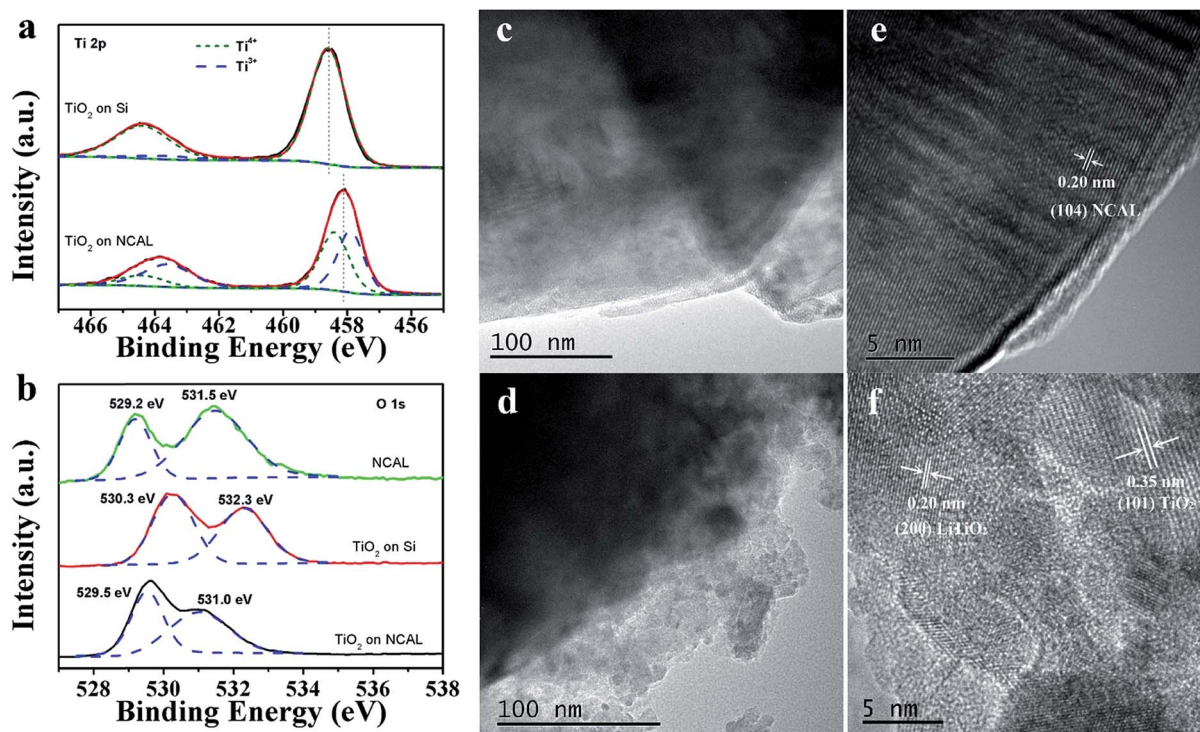 a
Ti 2p
Ti⁴⁺
Ti³⁺
TiO₂ on Si
TiO₂ on NCAL
Intensity (a.u.)
466 464 462 460 458 456
Binding Energy (eV)
b
O 1s
529.2 eV
531.5 eV
NCAL
530.3 eV
532.3 eV
TiO₂ on Si
529.5 eV
531.0 eV
TiO₂ on NCAL
Intensity (a.u.)
528 530 532 534 536 538
Binding Energy (eV)
c
100 nm
d
100 nm
e
0.20 nm
(104) NCAL
5 nm
f
0.20 nm
(200) LiTiO₂
0.35 nm
(101) TiO₂
5 nm